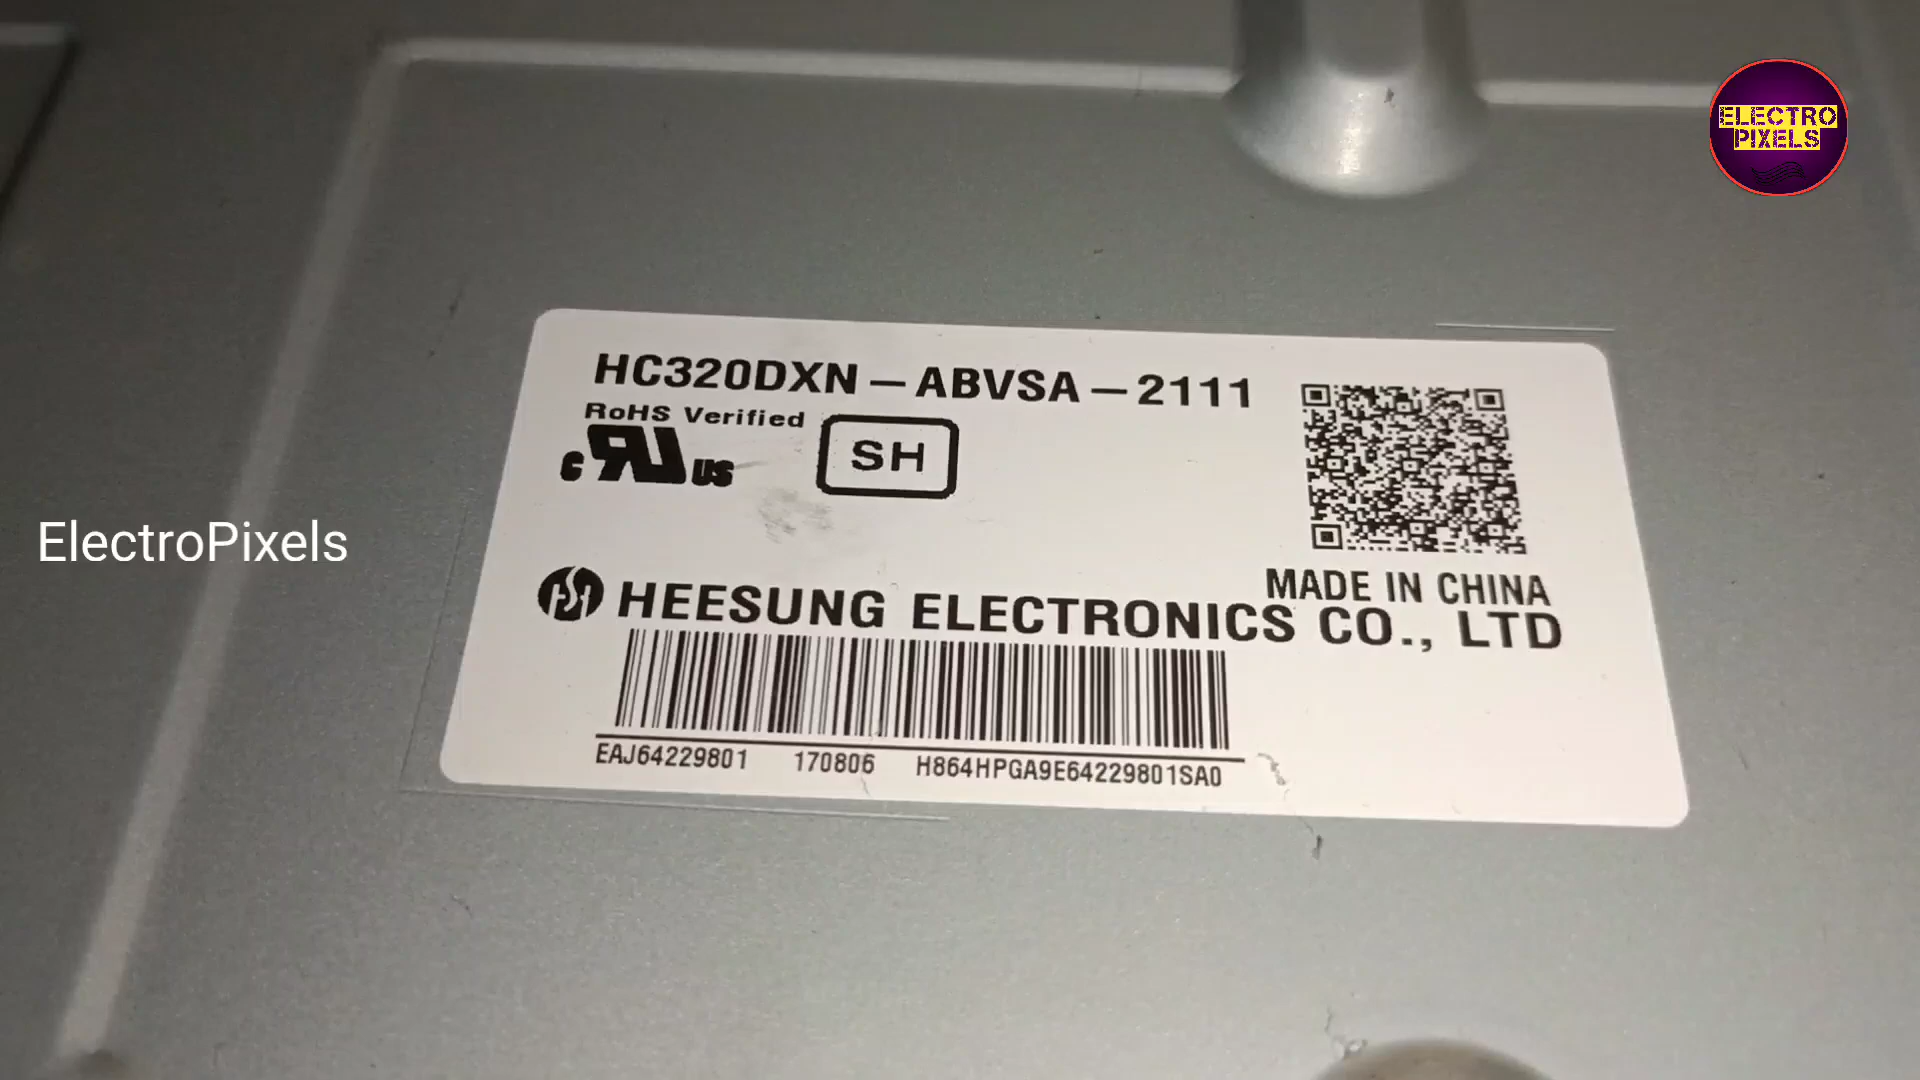 ELECTRO
PIXELS
HC320DXN-ABVSA-2111
RoHS Verified
c RU us
SH
ElectroPixels
MADE IN CHINA
HEESUNG ELECTRONICS CO., LTD
EAJ64229801 170806 H864HPGA9E64229801SA0